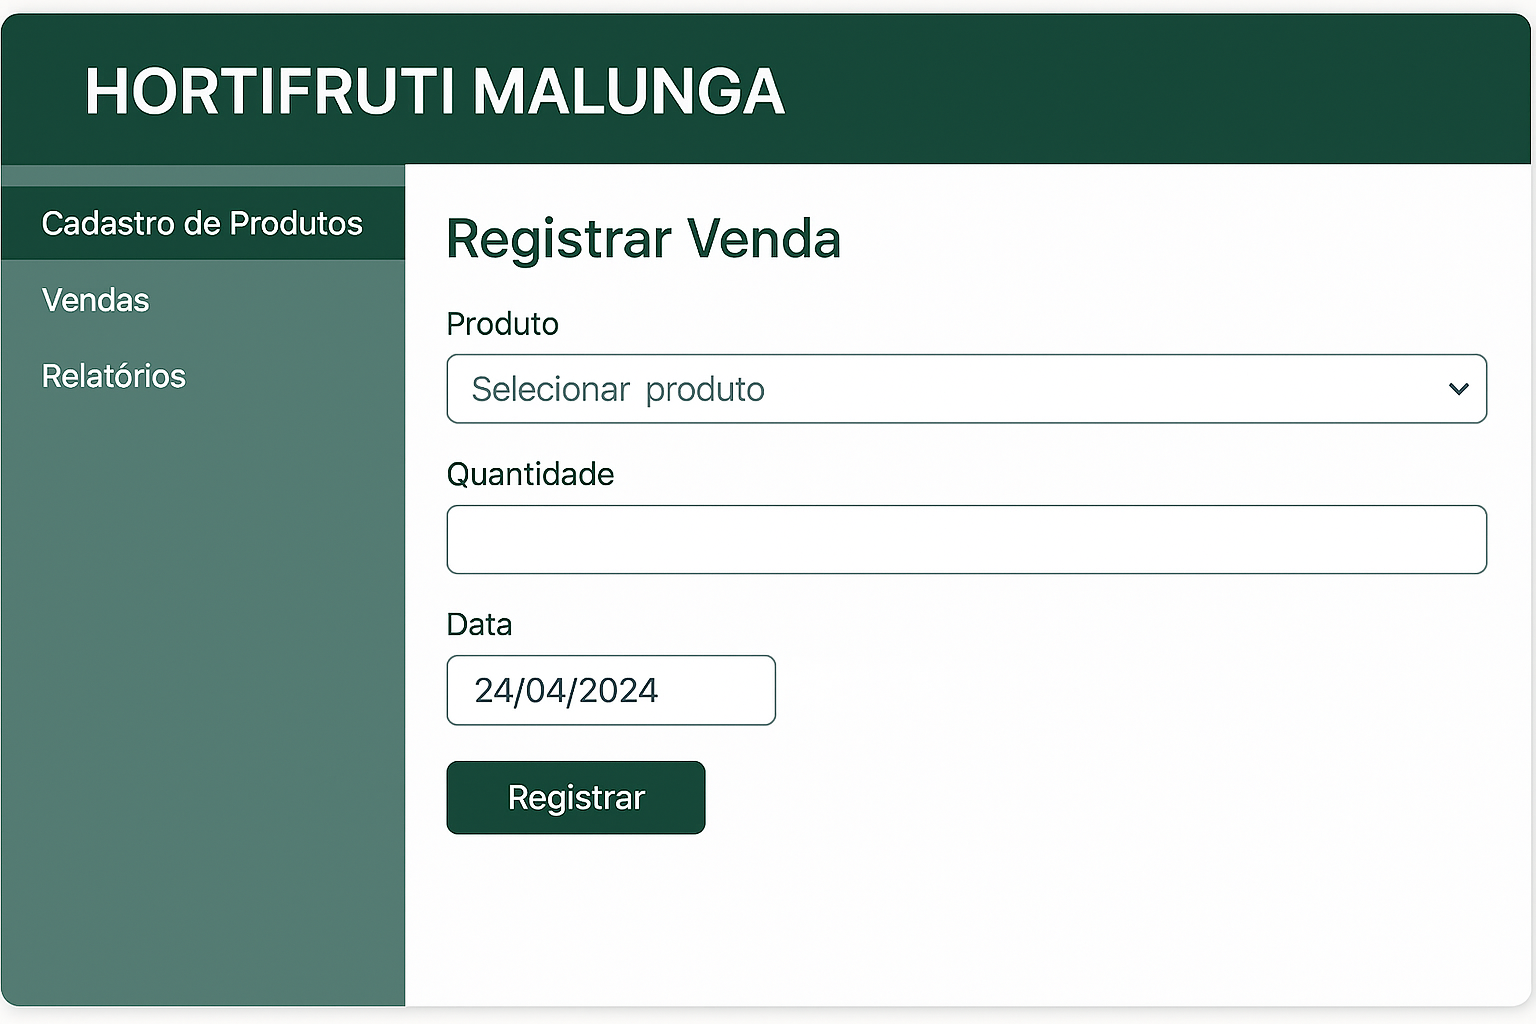 HORTIFRUTI MALUNGA
Cadastro de Produtos
Vendas
Relatórios
Registrar Venda
Produto
Selecionar produto
Quantidade
Data
24/04/2024
Registrar